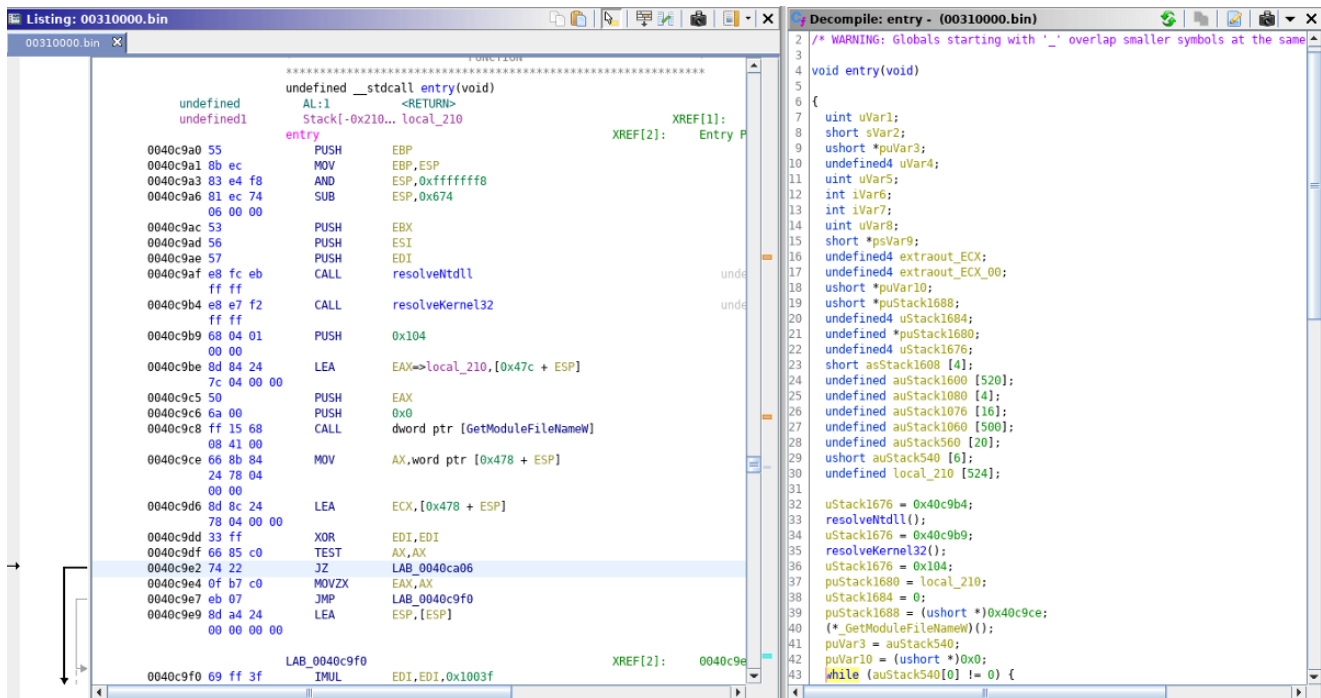 Listing: 00310000.bin
00310000.bin
FUNCTION
**************************************************************
undefined __stdcall entry(void)
undefined AL:1 <RETURN>
undefined1 Stack[-0x210... local_210 XREF[1]:
entry XREF[2]: Entry P
0040c9a0 55 PUSH EBP
0040c9a1 8b ec MOV EBP,ESP
0040c9a3 83 e4 f8 AND ESP,0xfffffff8
0040c9a6 81 ec 74 SUB ESP,0x674
06 00 00
0040c9ac 53 PUSH EBX
0040c9ad 56 PUSH ESI
0040c9ae 57 PUSH EDI
0040c9af e8 fc eb CALL resolveNtdll unde
ff ff
0040c9b4 e8 e7 f2 CALL resolveKernel32 unde
ff ff
0040c9b9 68 04 01 PUSH 0x104
00 00
0040c9be 8d 84 24 LEA EAX=>local_210,[0x47c + ESP]
7c 04 00 00
0040c9c5 50 PUSH EAX
0040c9c6 6a 00 PUSH 0x0
0040c9c8 ff 15 68 CALL dword ptr [GetModuleFileNameW]
08 41 00
0040c9ce 66 8b 84 MOV AX,word ptr [0x478 + ESP]
24 78 04
00 00
0040c9d6 8d 8c 24 LEA ECX,[0x478 + ESP]
78 04 00 00
0040c9dd 33 ff XOR EDI,EDI
0040c9df 66 85 c0 TEST AX,AX
0040c9e2 74 22 JZ LAB_0040ca06
0040c9e4 0f b7 c0 MOVZX EAX,AX
0040c9e7 eb 07 JMP LAB_0040c9f0
0040c9e9 8d a4 24 LEA ESP,[ESP]
00 00 00 00
LAB_0040c9f0 XREF[2]: 0040c9e
0040c9f0 69 ff 3f IMUL EDI,EDI,0x1003f
Decompile: entry - (00310000.bin)
2 /* WARNING: Globals starting with '_' overlap smaller symbols at the same
3
4 void entry(void)
5
6 {
7 uint uVar1;
8 short sVar2;
9 ushort *puVar3;
10 undefined4 uVar4;
11 uint uVar5;
12 int iVar6;
13 int iVar7;
14 uint uVar8;
15 short *psVar9;
16 undefined4 extraout_ECX;
17 undefined4 extraout_ECX_00;
18 ushort *puVar10;
19 ushort *puStack1688;
20 undefined4 uStack1684;
21 undefined *puStack1680;
22 undefined4 uStack1676;
23 short asStack1608 [4];
24 undefined auStack1600 [520];
25 undefined auStack1080 [4];
26 undefined auStack1076 [16];
27 undefined auStack1060 [500];
28 undefined auStack560 [20];
29 ushort auStack540 [6];
30 undefined local_210 [524];
31
32 uStack1676 = 0x40c9b4;
33 resolveNtdll();
34 uStack1676 = 0x40c9b9;
35 resolveKernel32();
36 uStack1676 = 0x104;
37 puStack1680 = local_210;
38 uStack1684 = 0;
39 puStack1688 = (ushort *)0x40c9ce;
40 (*_GetModuleFileNameW)();
41 puVar3 = auStack540;
42 puVar10 = (ushort *)0x0;
43 while (auStack540[0] != 0) {